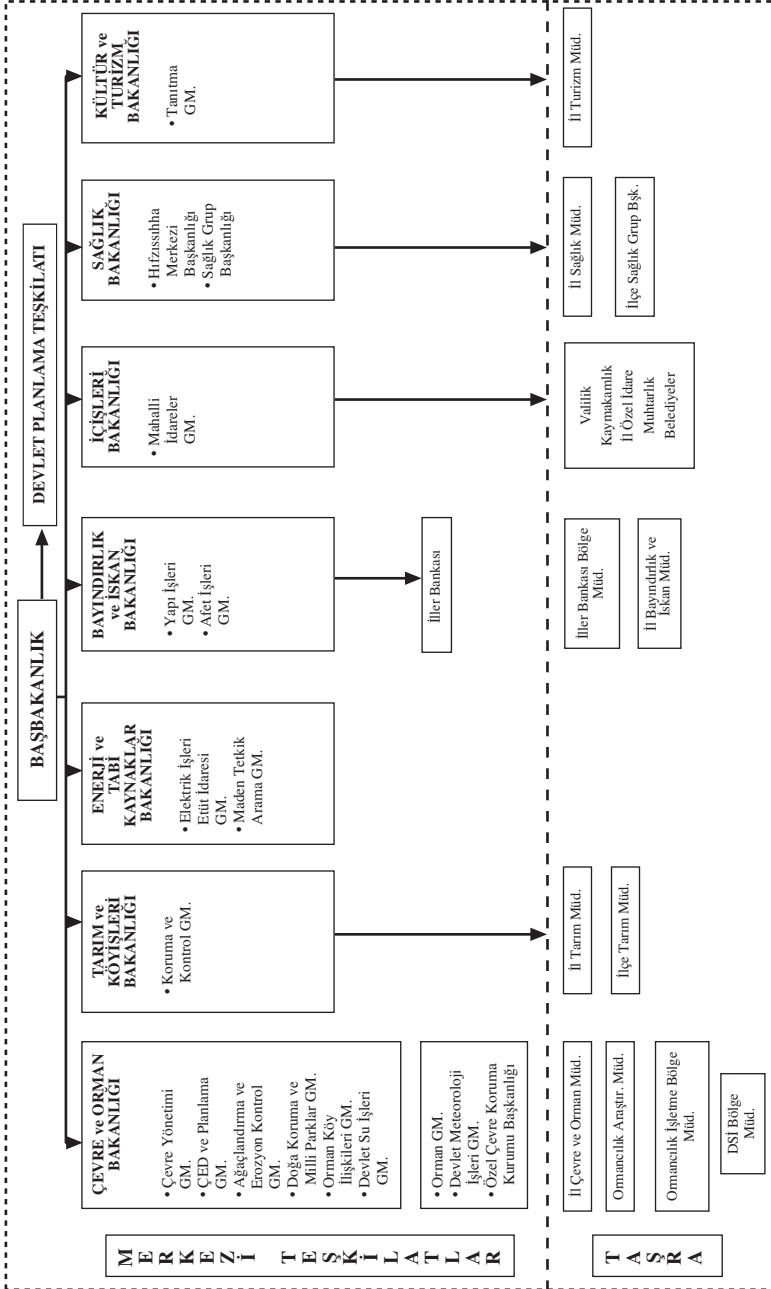 BAŞBAKANLIK
DEVLET PLANLAMA TEŞKİLATI
MERKEZİ TEŞKİLATLAR
ÇEVRE ve ORMAN
BAKANLIĞI
• Çevre Yönetimi
GM.
• ÇED ve Planlama
GM.
• Ağaçlandırma ve
Erozyon Kontrol
GM.
• Doğa Koruma ve
Milli Parklar GM.
• Orman Köy
İlişkileri GM.
• Devlet Su İşleri
GM.
• Orman GM.
• Devlet Meteoroloji
İşleri GM.
• Özel Çevre Koruma
Kurumu Başkanlığı
TARIM ve
KÖYİŞLERİ
BAKANLIĞI
• Koruma ve
Kontrol GM.
ENERJİ ve
TABİ
KAYNAKLAR
BAKANLIĞI
• Elektrik İşleri
Etüt İdaresi
GM.
• Maden Tetkik
Arama GM.
BAYINDIRLIK
ve İSKAN
BAKANLIĞI
• Yapı İşleri
GM.
• Afet İşleri
GM.
İller Bankası
İÇİŞLERİ
BAKANLIĞI
• Mahalli
İdareler
GM.
SAĞLIK
BAKANLIĞI
• Hıfzıssıhha
Merkezi
Başkanlığı
• Sağlık Grup
Başkanlığı
KÜLTÜR ve
TURİZM
BAKANLIĞI
• Tanıtma
GM.
TAŞRA
İl Çevre ve Orman Müd.
Ormancılık Araştır. Müd.
Ormancılık İşletme Bölge
Müd.
DSİ Bölge
Müd.
İl Tarım Müd.
İlçe Tarım Müd.
İller Bankası Bölge
Müd.
İl Bayındırlık ve
İskan Müd.
Valilik
Kaymakamlık
İl Özel İdare
Muhtarlık
Belediyeler
İl Sağlık Müd.
İlçe Sağlık Grup Bşk.
İl Turizm Müd.